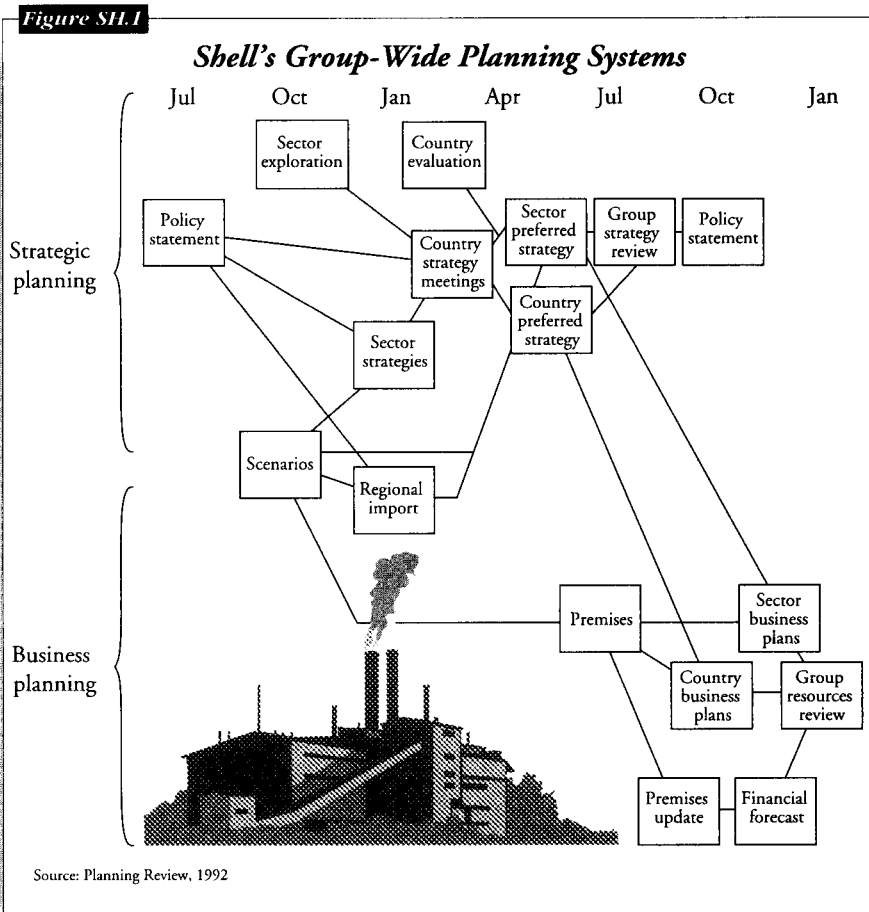 Figure SH.1
Shell's Group-Wide Planning Systems
Jul Oct Jan Apr Jul Oct Jan
Strategic
planning
Sector
exploration
Country
evaluation
Policy
statement
Country
strategy
meetings
Sector
preferred
strategy
Group
strategy
review
Policy
statement
Country
preferred
strategy
Sector
strategies
Scenarios
Regional
import
Business
planning
Premises
Sector
business
plans
Country
business
plans
Group
resources
review
Premises
update
Financial
forecast
Source: Planning Review, 1992